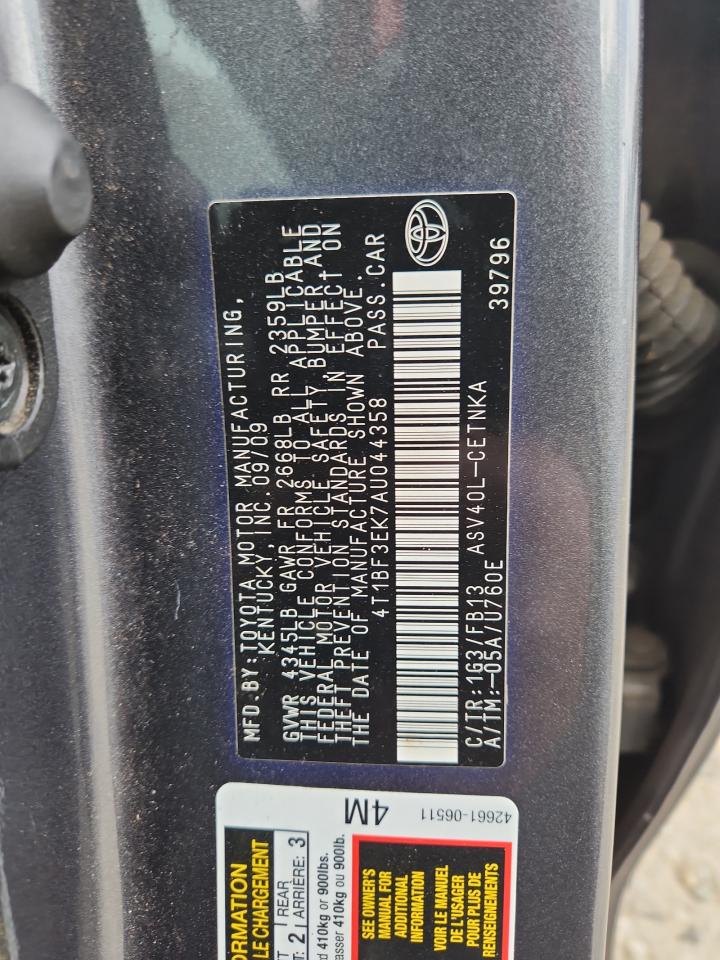 MFD.BY:TOYOTA MOTOR MANUFACTURING,
KENTUCKY, INC.09/09
GVWR 4345LB GAWR FR 2668LB RR 2359LB
THIS VEHICLE CONFORMS TO ALL APPLICABLE
FEDERAL MOTOR VEHICLE SAFETY, BUMPER,AND
THEFT PREVENTION STANDARDS IN EFFECT ON
THE DATE OF MANUFACTURE SHOWN ABOVE.
4T1BF3EK7AU044358 PASS.CAR
C/TR:1G3/FB13 ASV40L-CETNKA
A/TM:-05A/U760E 39796
4M
42661-06511
LE CHARGEMENT
2
REAR
ARRIÈRE: 3
410kg or 900lbs.
410kg ou 900lb.
SEE OWNER'S
MANUAL FOR
ADDITIONAL
INFORMATION
VOIR LE MANUEL
DE L'USAGER
POUR PLUS DE
RENSEIGNEMENTS